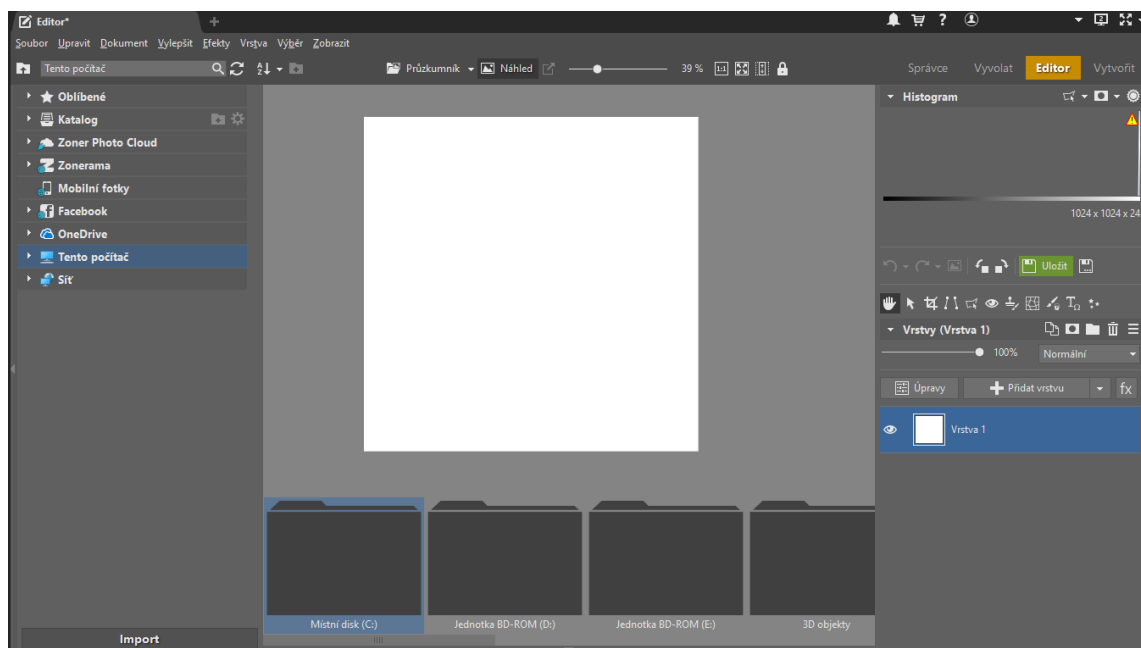 Editor*
?
2
Soubor Upravit Dokument Vylepšit Efekty Vrstva Výběr Zobrazit
Tento počítač
Průzkumník
Náhled
39 %
1:1
Správce
Vyvolat
Editor
Vytvořit
Oblíbené
Katalog
Zoner Photo Cloud
Zonerama
Mobilní fotky
Facebook
OneDrive
Tento počítač
Síť
Import
Místní disk (C:)
Jednotka BD-ROM (D:)
Jednotka BD-ROM (E:)
3D objekty
Histogram
1024 x 1024 x 24
Uložit
Vrstvy (Vrstva 1)
100%
Normální
Úpravy
Přidat vrstvu
fx
Vrstva 1